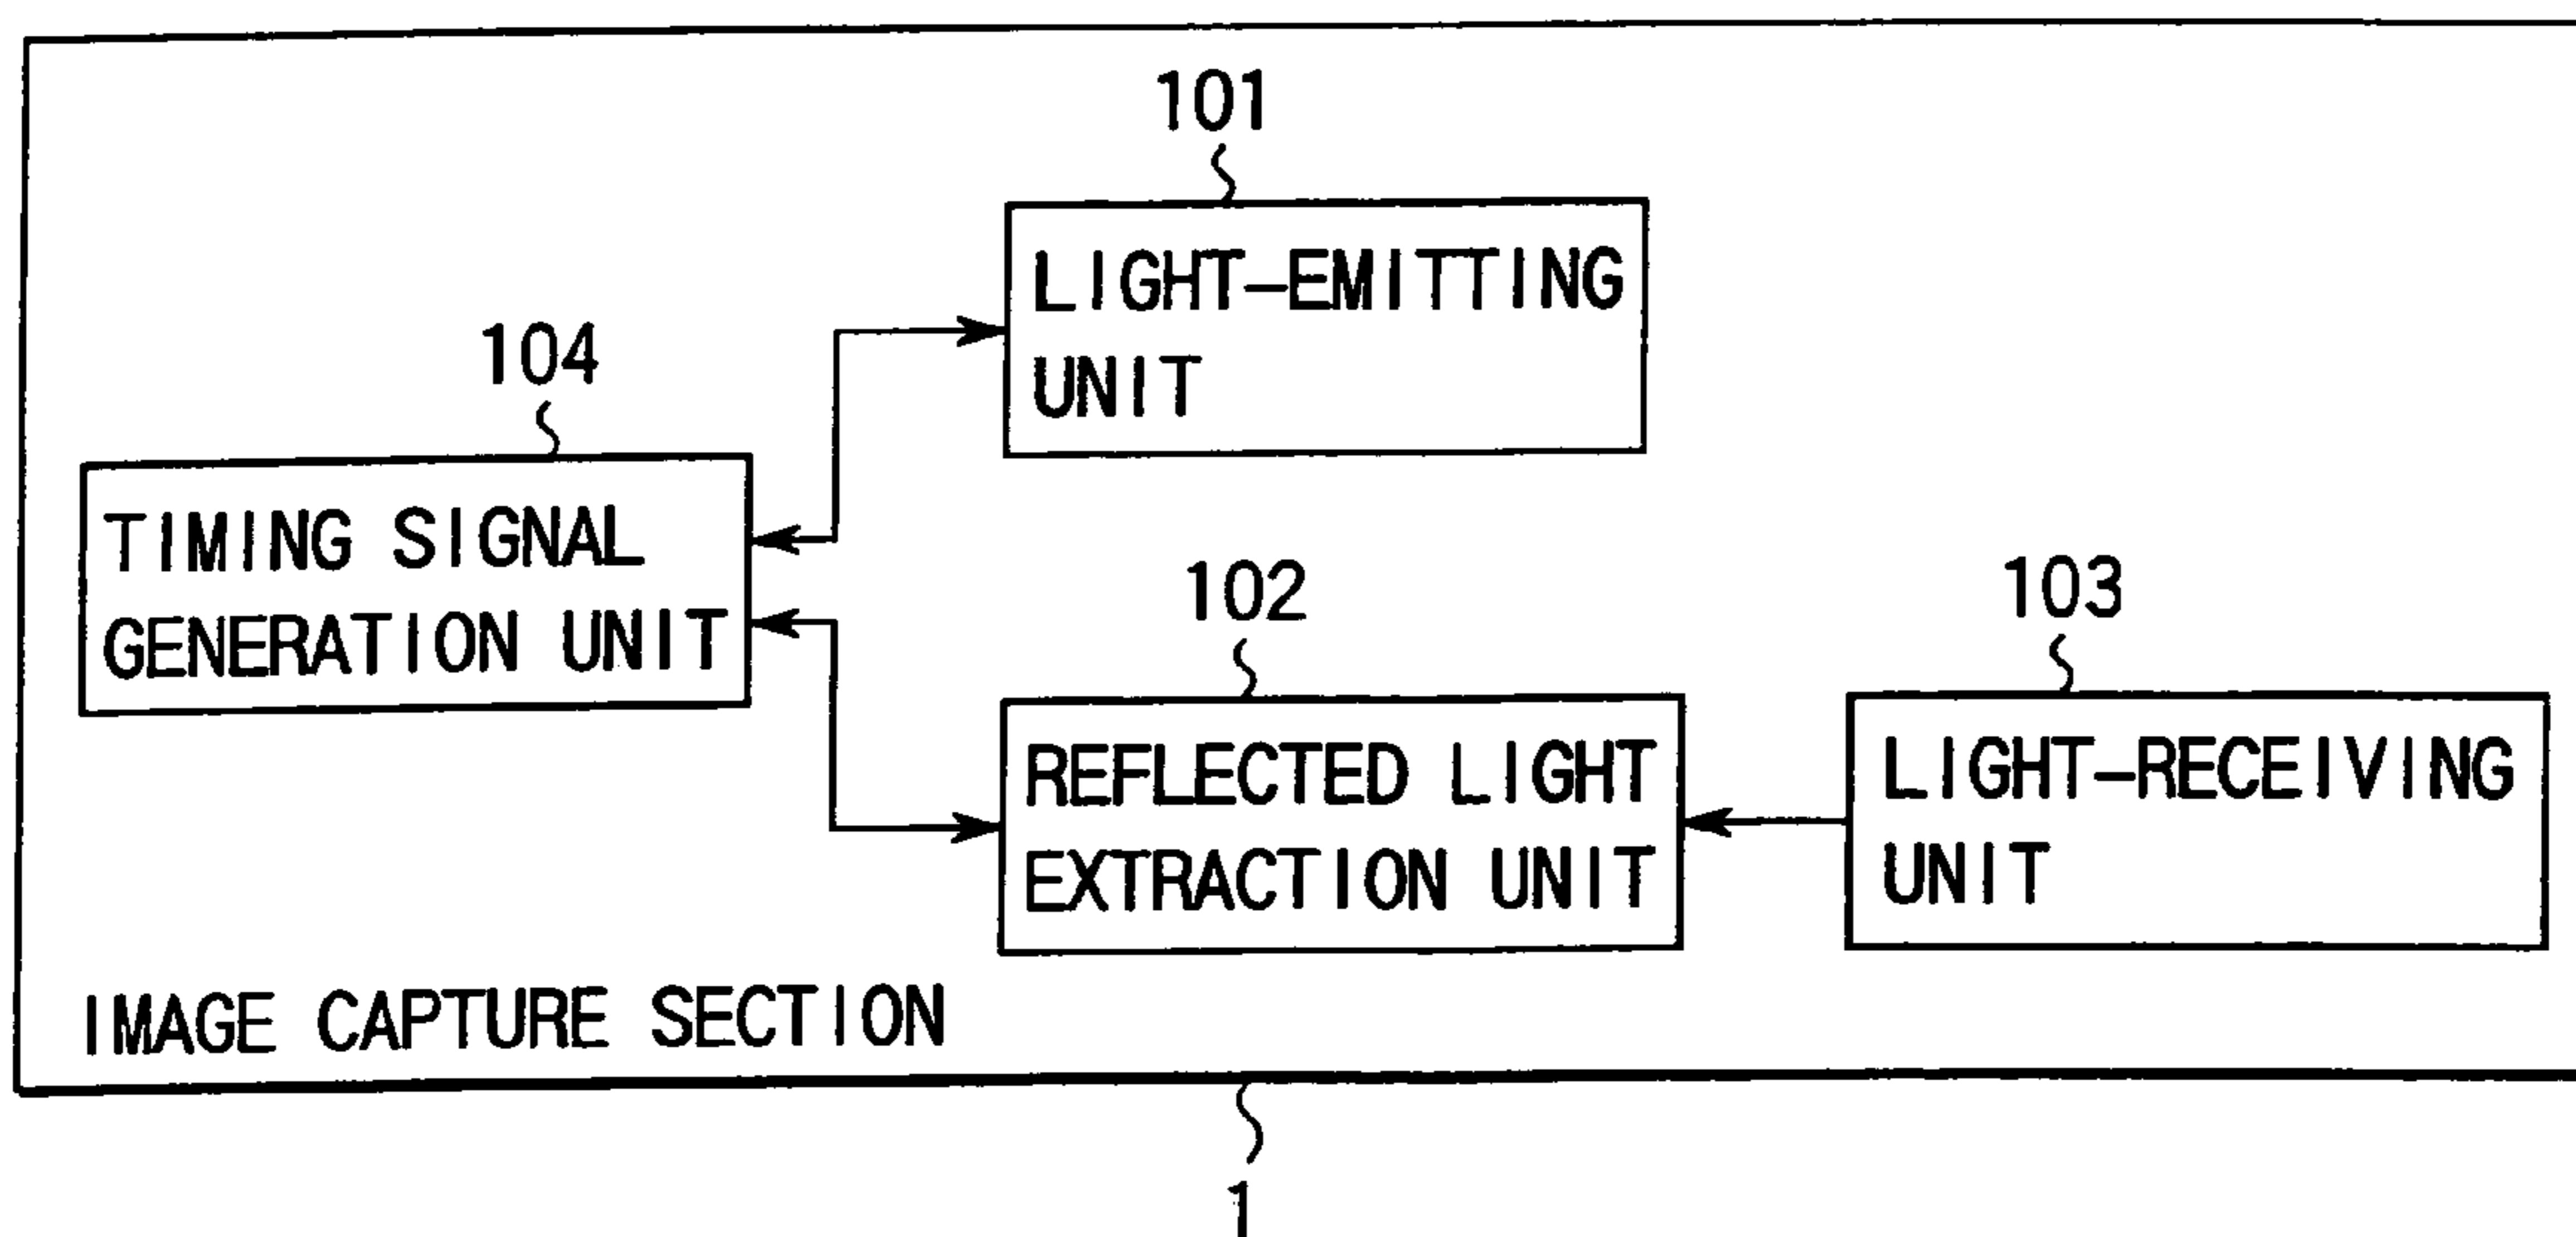 101
LIGHT-EMITTING
UNIT
104
TIMING SIGNAL
GENERATION UNIT
102
REFLECTED LIGHT
EXTRACTION UNIT
103
LIGHT-RECEIVING
UNIT
IMAGE CAPTURE SECTION
1